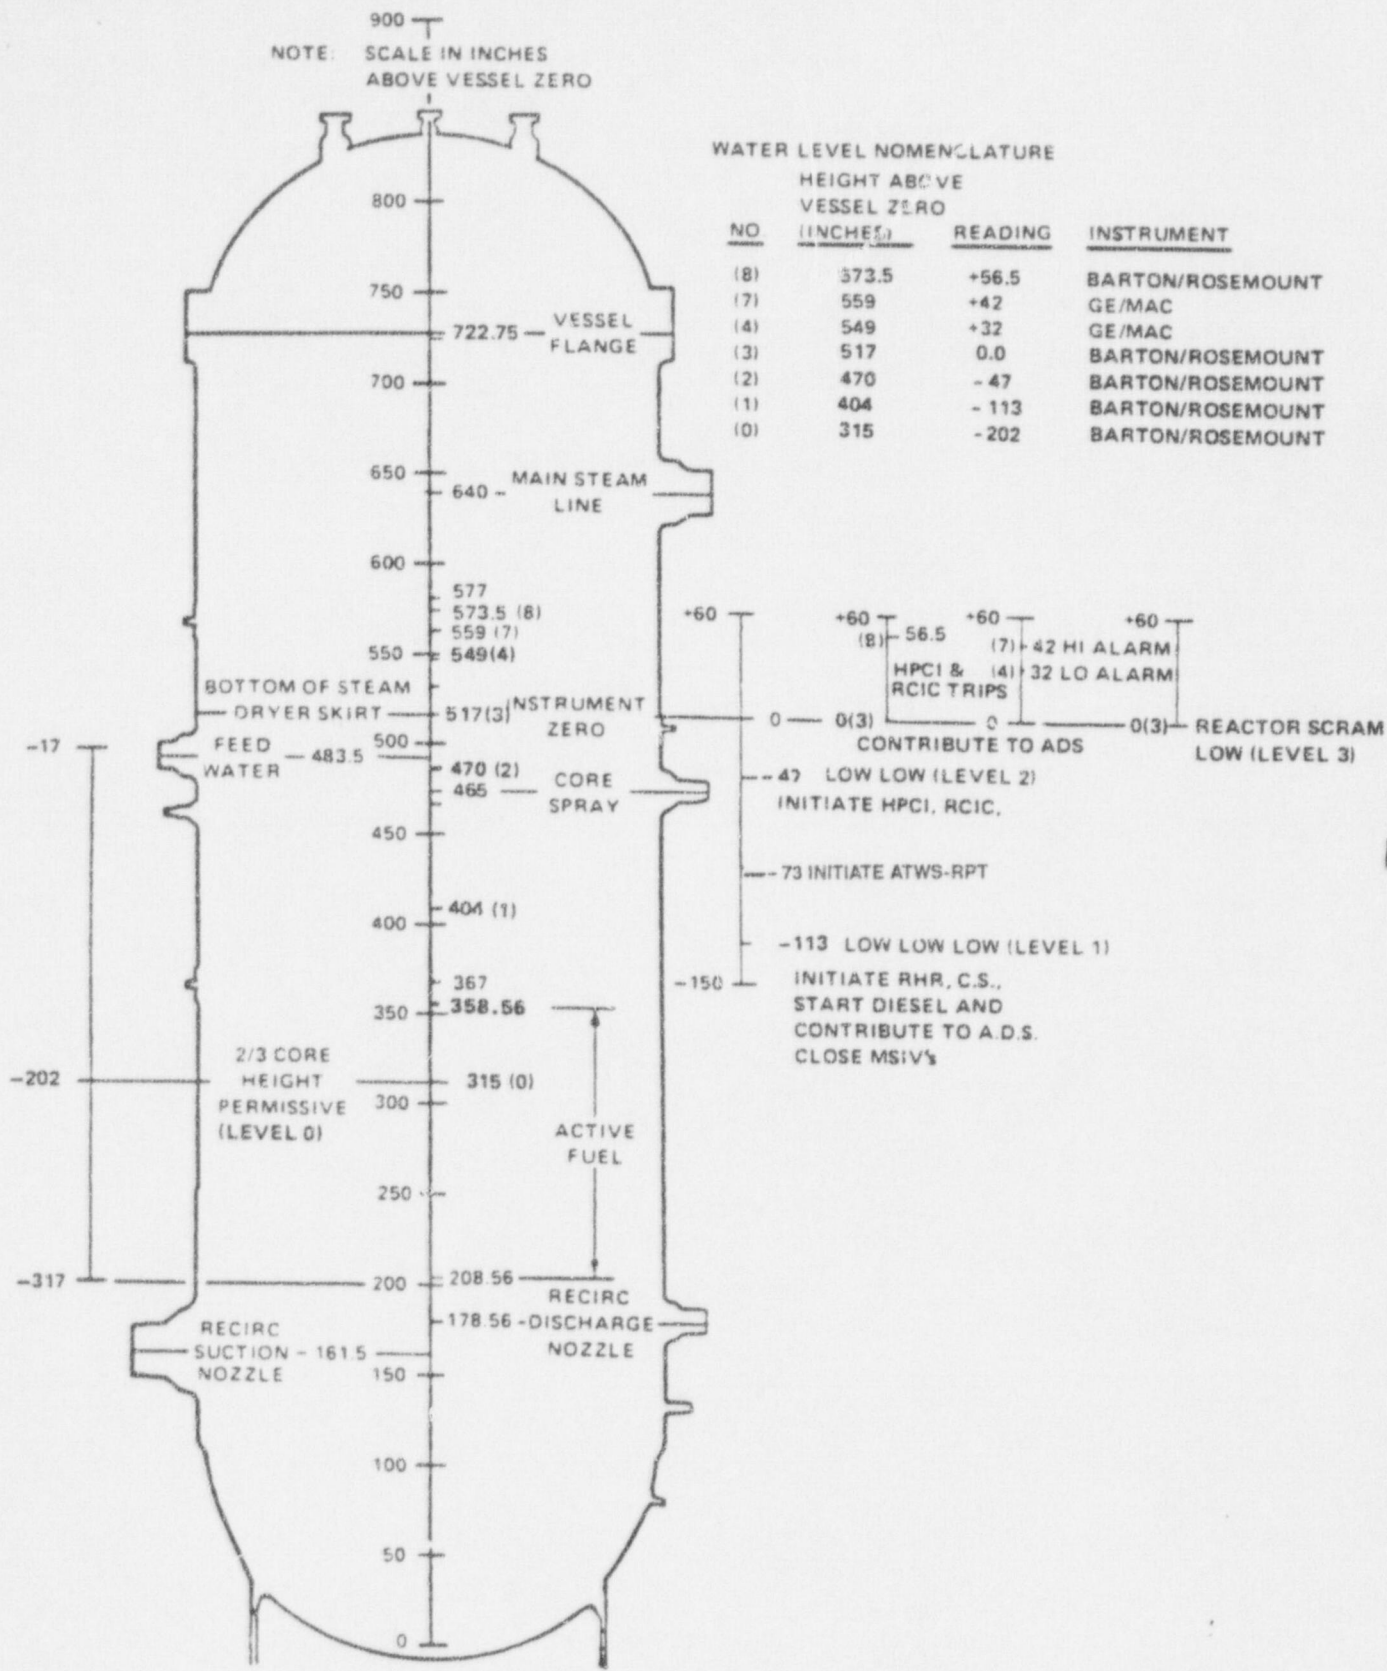 900
NOTE: SCALE IN INCHES
ABOVE VESSEL ZERO
WATER LEVEL NOMENCLATURE
HEIGHT ABOVE
VESSEL ZERO
NO. (INCHES) READING INSTRUMENT
(8) 573.5 +56.5 BARTON/ROSEMOUNT
(7) 559 +42 GE/MAC
(4) 549 +32 GE/MAC
(3) 517 0.0 BARTON/ROSEMOUNT
(2) 470 -47 BARTON/ROSEMOUNT
(1) 404 -113 BARTON/ROSEMOUNT
(0) 315 -202 BARTON/ROSEMOUNT
800
750
722.75 VESSEL
FLANGE
700
650
640 MAIN STEAM
LINE
600
577
573.5 (8)
559 (7)
550
549(4)
BOTTOM OF STEAM
DRYER SKIRT
517(3)
INSTRUMENT
ZERO
500
FEED
WATER
483.5
470 (2)
465
CORE
SPRAY
450
404 (1)
400
367
358.56
350
2/3 CORE
HEIGHT
PERMISSIVE
(LEVEL 0)
315 (0)
300
ACTIVE
FUEL
250
200
208.56
RECIRC
DISCHARGE
NOZZLE
178.56
RECIRC
SUCTION
NOZZLE
161.5
150
100
50
0
-17
-202
-317
+60 +60 +60 +60
(8) 56.5
(7) 42 HI ALARM
HPCI & (4) 32 LO ALARM
RCIC TRIPS
0 0(3) 0 0(3) REACTOR SCRAM
LOW (LEVEL 3)
CONTRIBUTE TO ADS
-47 LOW LOW (LEVEL 2)
INITIATE HPCI, RCIC,
-73 INITIATE ATWS-RPT
-113 LOW LOW LOW (LEVEL 1)
-150
INITIATE RHR, C.S.,
START DIESEL AND
CONTRIBUTE TO A.D.S.
CLOSE MSIV's